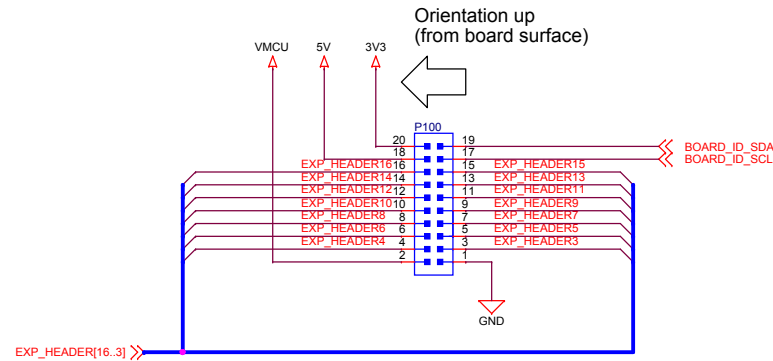 Orientation up
(from board surface)
VMCU 5V 3V3
P100
20 19 BOARD_ID_SDA
18 17 BOARD_ID_SCL
EXP_HEADER16 16 15 EXP_HEADER15
EXP_HEADER14 14 13 EXP_HEADER13
EXP_HEADER12 12 11 EXP_HEADER11
EXP_HEADER10 10 9 EXP_HEADER9
EXP_HEADER8 8 7 EXP_HEADER7
EXP_HEADER6 6 5 EXP_HEADER5
EXP_HEADER4 4 3 EXP_HEADER3
2 1
GND
EXP_HEADER[16..3]